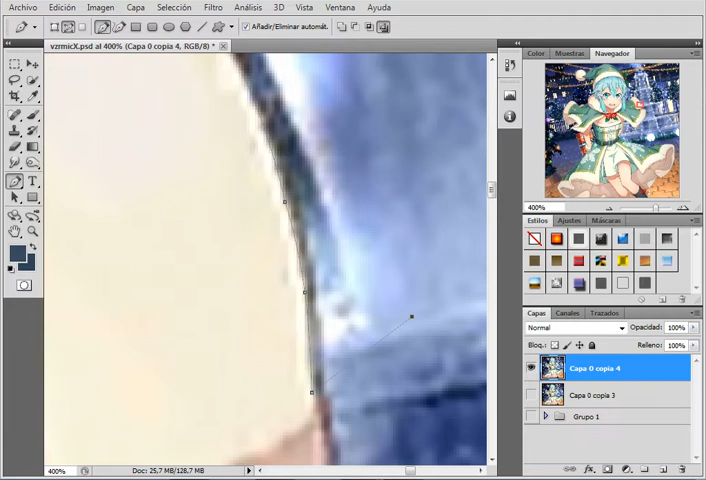 Archivo Edición Imagen Capa Selección Filtro Análisis 3D Vista Ventana Ayuda
Añadir/Eliminar automát.
vzrmicX.psd al 400% (Capa 0 copia 4, RGB/8) *
Color Muestras Navegador
400%
Estilos Ajustes Máscaras
Capas Canales Trazados
Normal Opacidad: 100%
Bloq.: Relleno: 100%
Capa 0 copia 4
Capa 0 copia 3
Grupo 1
400% Doc: 25,7 MB/128,7 MB